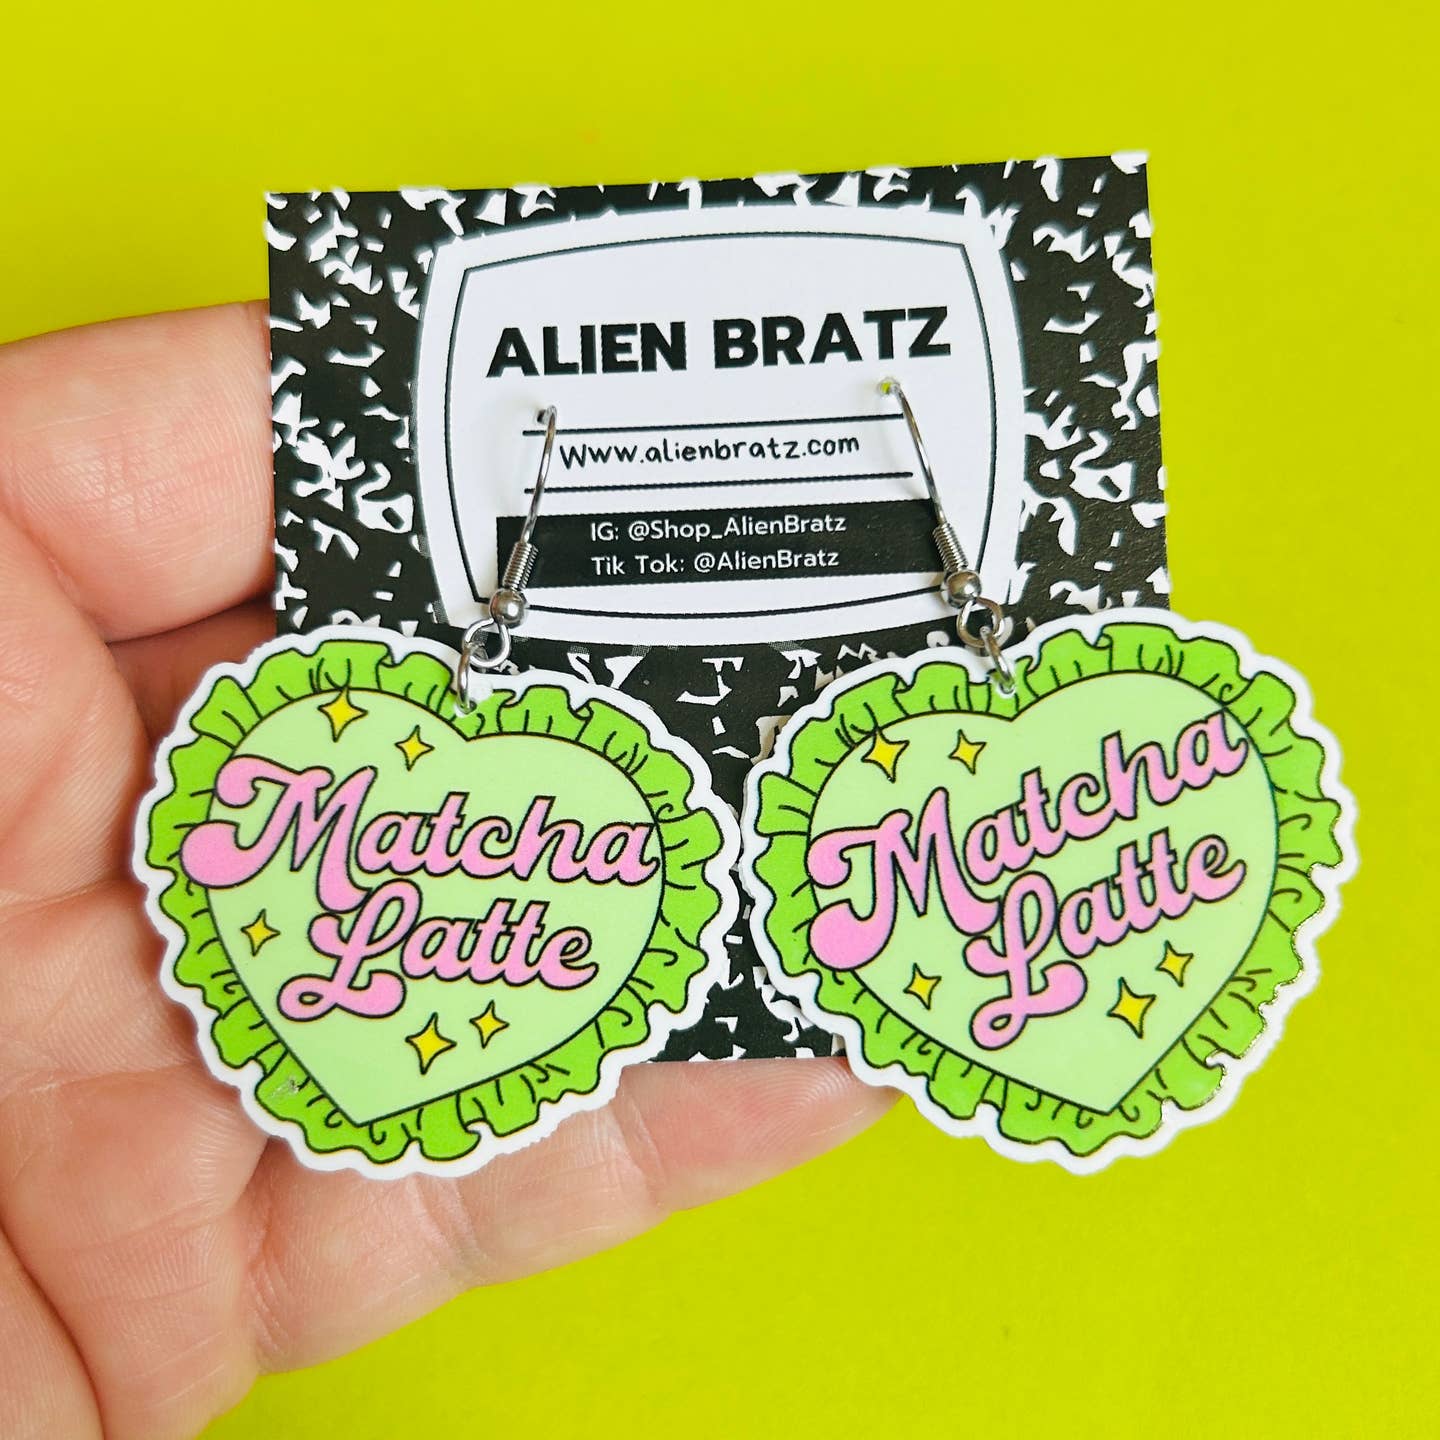 ALIEN BRATZ
Www.alienbratz.com
IG: @Shop_AlienBratz
Tik Tok: @AlienBratz
Matcha
Latte
Matcha
Latte